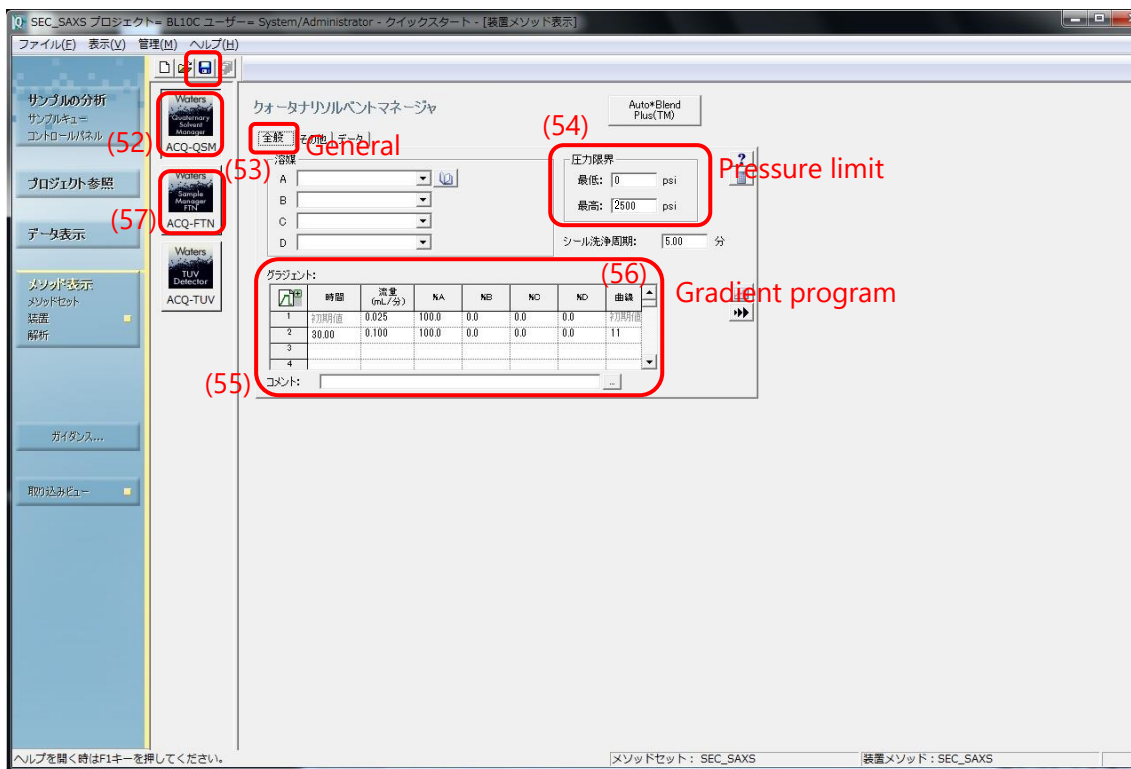 SEC_SAXS プロジェクト= BL10C ユーザー= System/Administrator - クイックスタート - [装置メソッド表示]
ファイル(F) 表示(V) 管理(M) ヘルプ(H)
サンプルの分析
サンプルキュー
コントロールパネル
プロジェクト参照
データ表示
メソッド表示
メソッドセット
装置
解析
ガイダンス...
取り込みビュー
(52)
Waters
Quaternary
Solvent
Manager
ACQ-QSM
(57)
Waters
Sample
Manager
FTN
ACQ-FTN
Waters
TUV
Detector
ACQ-TUV
クォータナリソルベントマネージャ
Auto*Blend
Plus(TM)
(53)
全般 その他 データ
General
溶媒
A
B
C
D
(54)
圧力限界
最低: 0 psi
最高: 2500 psi
Pressure limit
?
シール洗浄周期: 5.00 分
グラジエント:
(56)
Gradient program
時間 流量 (mL/分) %A %B %C %D 曲線
1 初期値 0.025 100.0 0.0 0.0 0.0 初期値
2 30.00 0.100 100.0 0.0 0.0 0.0 11
3
4
(55)
コメント: ...
ヘルプを開く時はF1キーを押してください。
メソッドセット: SEC_SAXS
装置メソッド: SEC_SAXS